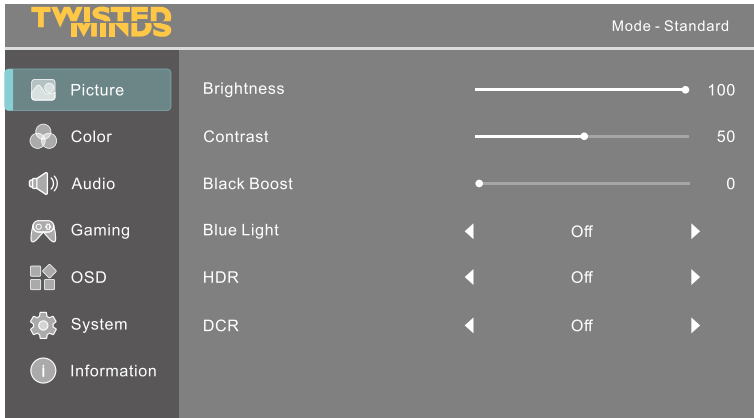 TWISTED
MINDS
Mode - Standard
Picture
Brightness 100
Color
Contrast 50
Audio
Black Boost 0
Gaming
Blue Light Off
OSD
HDR Off
System
DCR Off
Information